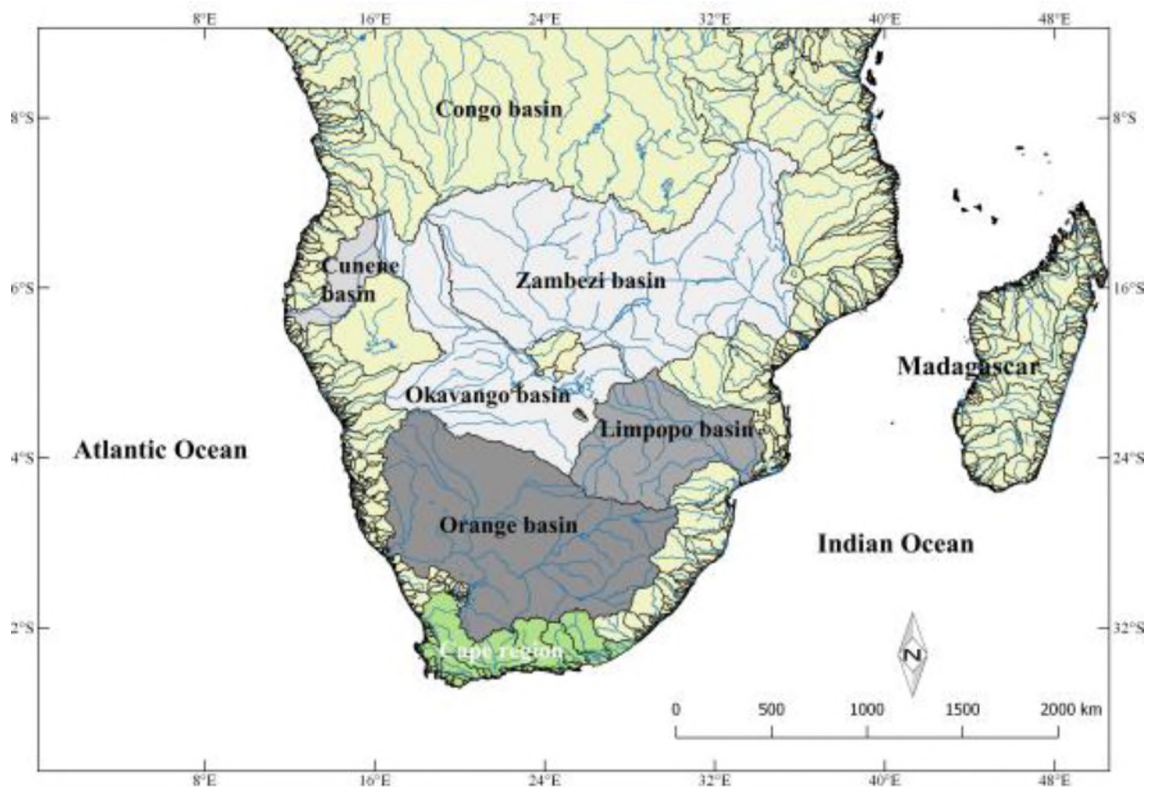 8°E 16°E 24°E 32°E 40°E 48°E
Congo basin
8°S 8°S
Cunene
basin
Zambezi basin
6°S 16°S
Madagascar
Okavango basin
Limpopo basin
Atlantic Ocean
4°S 24°S
Orange basin
Indian Ocean
2°S 32°S
Cape region
N
0 500 1000 1500 2000 km
8°E 16°E 24°E 32°E 40°E 48°E